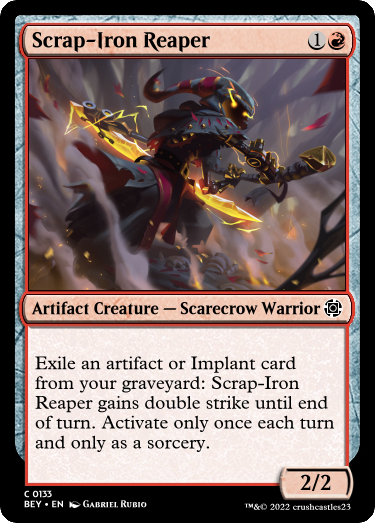 Scrap-Iron Reaper 1
Artifact Creature — Scarecrow Warrior
Exile an artifact or Implant card
from your graveyard: Scrap-Iron
Reaper gains double strike until end
of turn. Activate only once each turn
and only as a sorcery.
2/2
C 0133
BEY • EN Gabriel Rubio
™&© 2022 crushcastles23